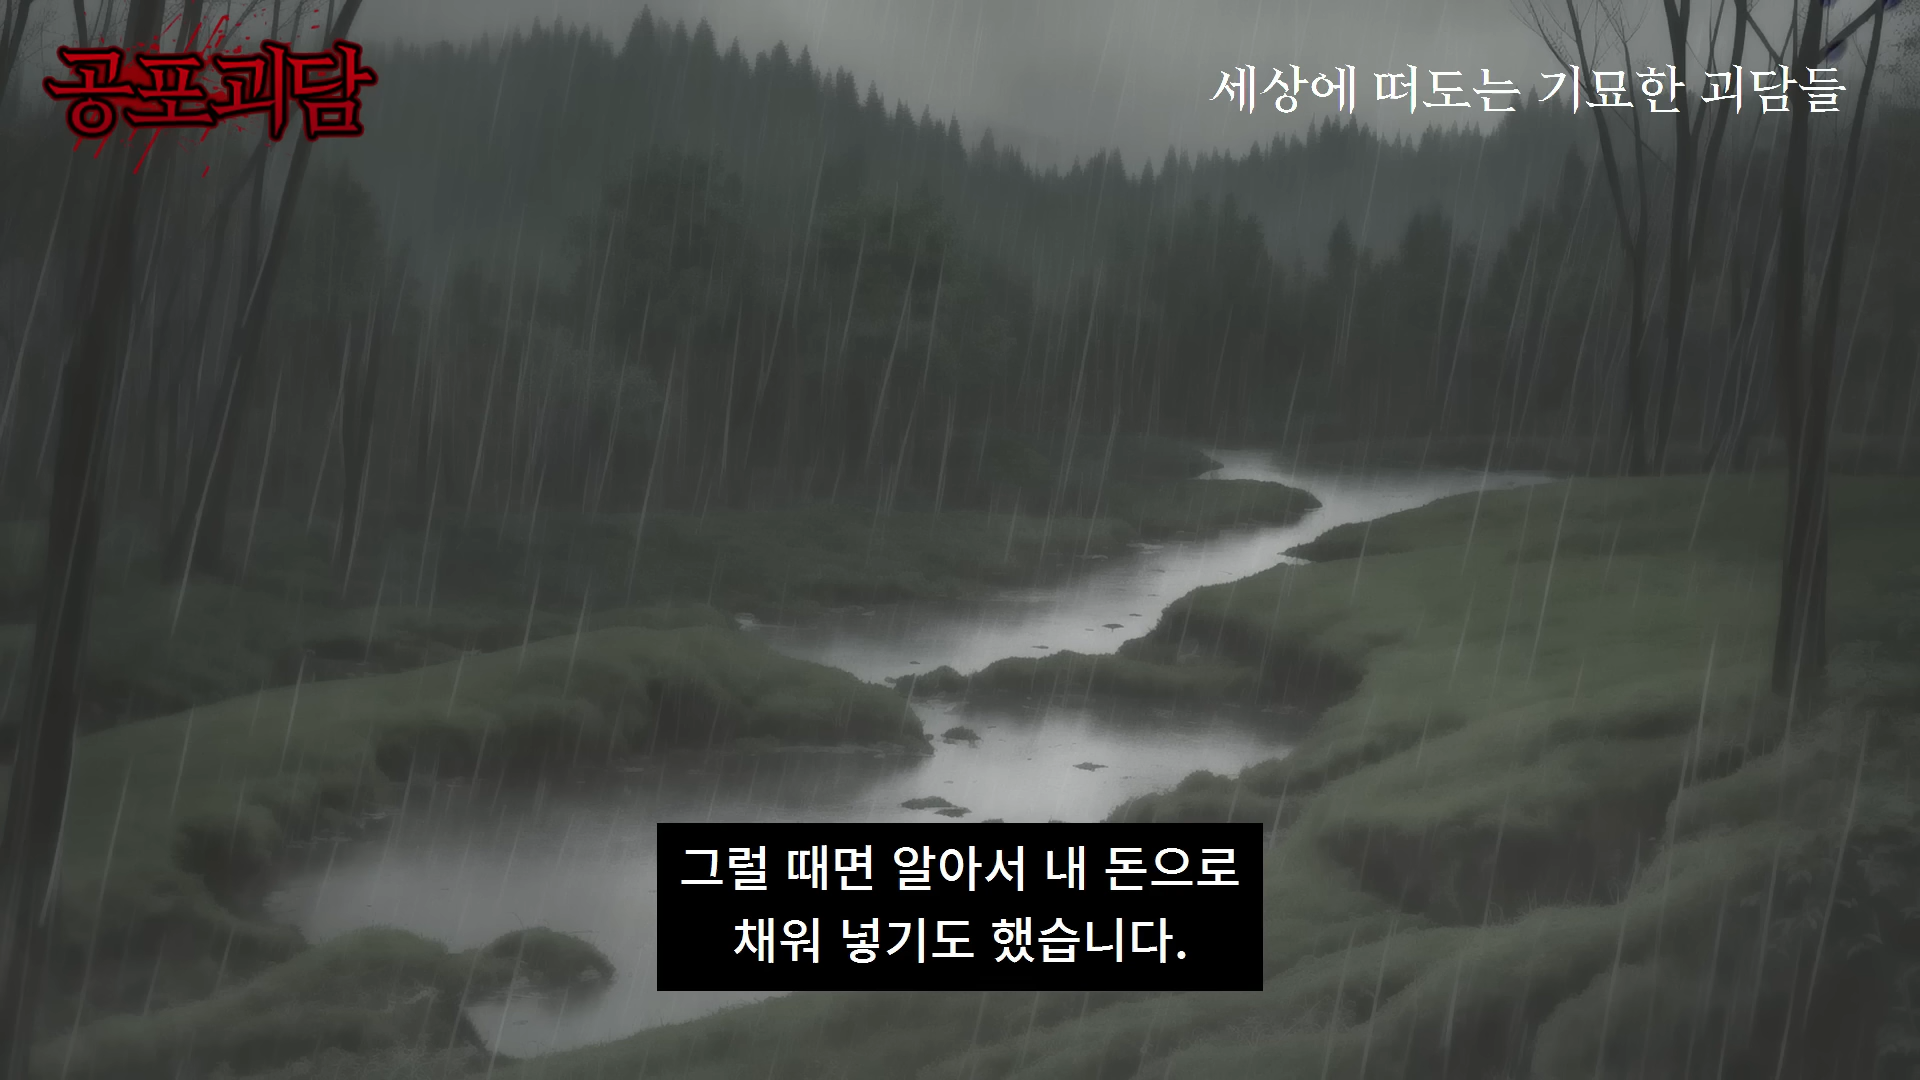 공포괴담
세상에 떠도는 기묘한 괴담들
그럴 때면 알아서 내 돈으로
채워 넣기도 했습니다.